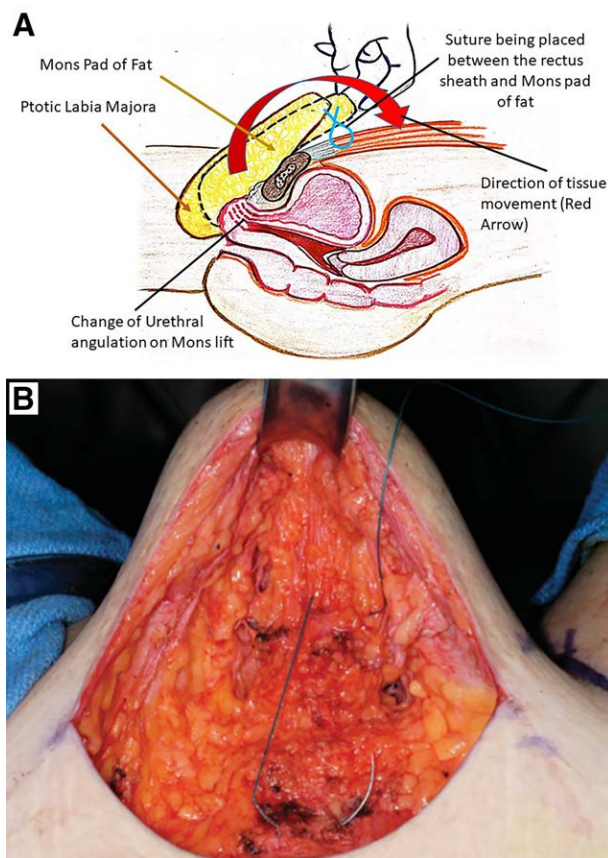 A
Mons Pad of Fat
Ptotic Labia Majora
Suture being placed
between the rectus
sheath and Mons pad
of fat
Direction of tissue
movement (Red
Arrow)
Change of Urethral
angulation on Mons lift
B